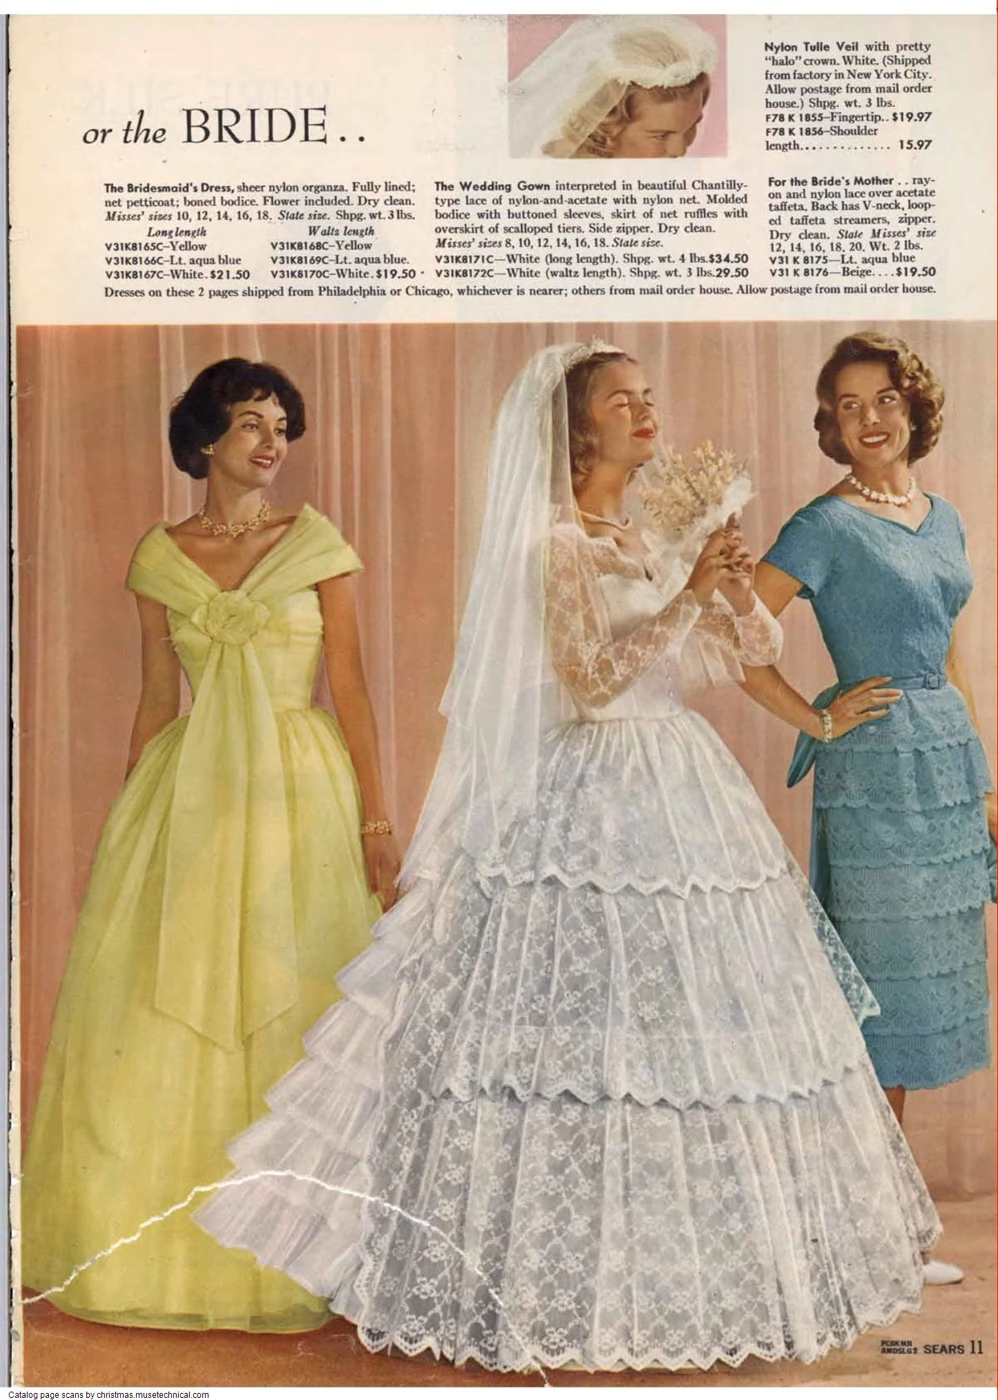 or the BRIDE . .
Nylon Tulle Veil with pretty
"halo" crown. White. (Shipped
from factory in New York City.
Allow postage from mail order
house.) Shpg. wt. 3 lbs.
F78 K 1855–Fingertip.. $19.97
F78 K 1856–Shoulder
length.............. 15.97
The Bridesmaid's Dress, sheer nylon organza. Fully lined;
net petticoat; boned bodice. Flower included. Dry clean.
Misses' sizes 10, 12, 14, 16, 18. State size. Shpg. wt. 3 lbs.
Long length Waltz length
V31K8165C–Yellow V31K8168C–Yellow
V31K8166C–Lt. aqua blue V31K8169C–Lt. aqua blue.
V31K8167C–White. $21.50 V31K8170C–White. $19.50
The Wedding Gown interpreted in beautiful Chantilly-
type lace of nylon-and-acetate with nylon net. Molded
bodice with buttoned sleeves, skirt of net ruffles with
overskirt of scalloped tiers. Side zipper. Dry clean.
Misses' sizes 8, 10, 12, 14, 16, 18. State size.
V31K8171C—White (long length). Shpg. wt. 4 lbs.$34.50
V31K8172C—White (waltz length). Shpg. wt. 3 lbs.29.50
For the Bride's Mother . . ray-
on and nylon lace over acetate
taffeta. Back has V-neck, loop-
ed taffeta streamers, zipper.
Dry clean. State Misses' size
12, 14, 16, 18, 20. Wt. 2 lbs.
V31 K 8175—Lt. aqua blue
V31 K 8176—Beige....$19.50
Dresses on these 2 pages shipped from Philadelphia or Chicago, whichever is nearer; others from mail order house. Allow postage from mail order house.
SEARS 11
Catalog page scans by christmas.musetechnical.com